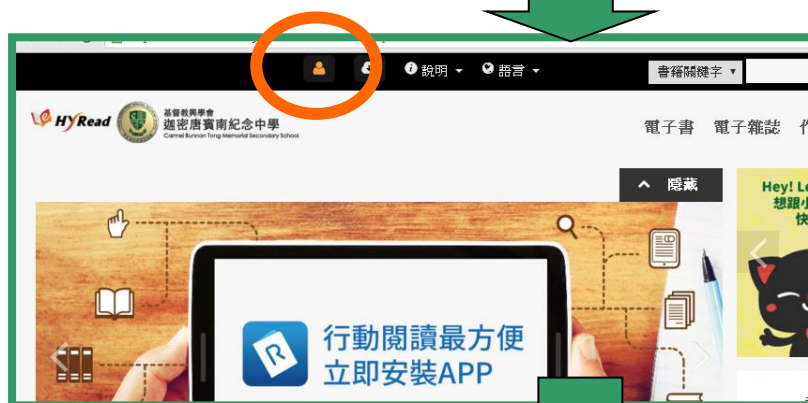 說明 語言 書籍關鍵字
HyRead
基督教興學會
迦密唐賓南紀念中學
Carmel Bunnan Tong Memorial Secondary School
電子書 電子雜誌
隱藏
Hey!
想跟
快
行動閱讀最方便
立即安裝APP